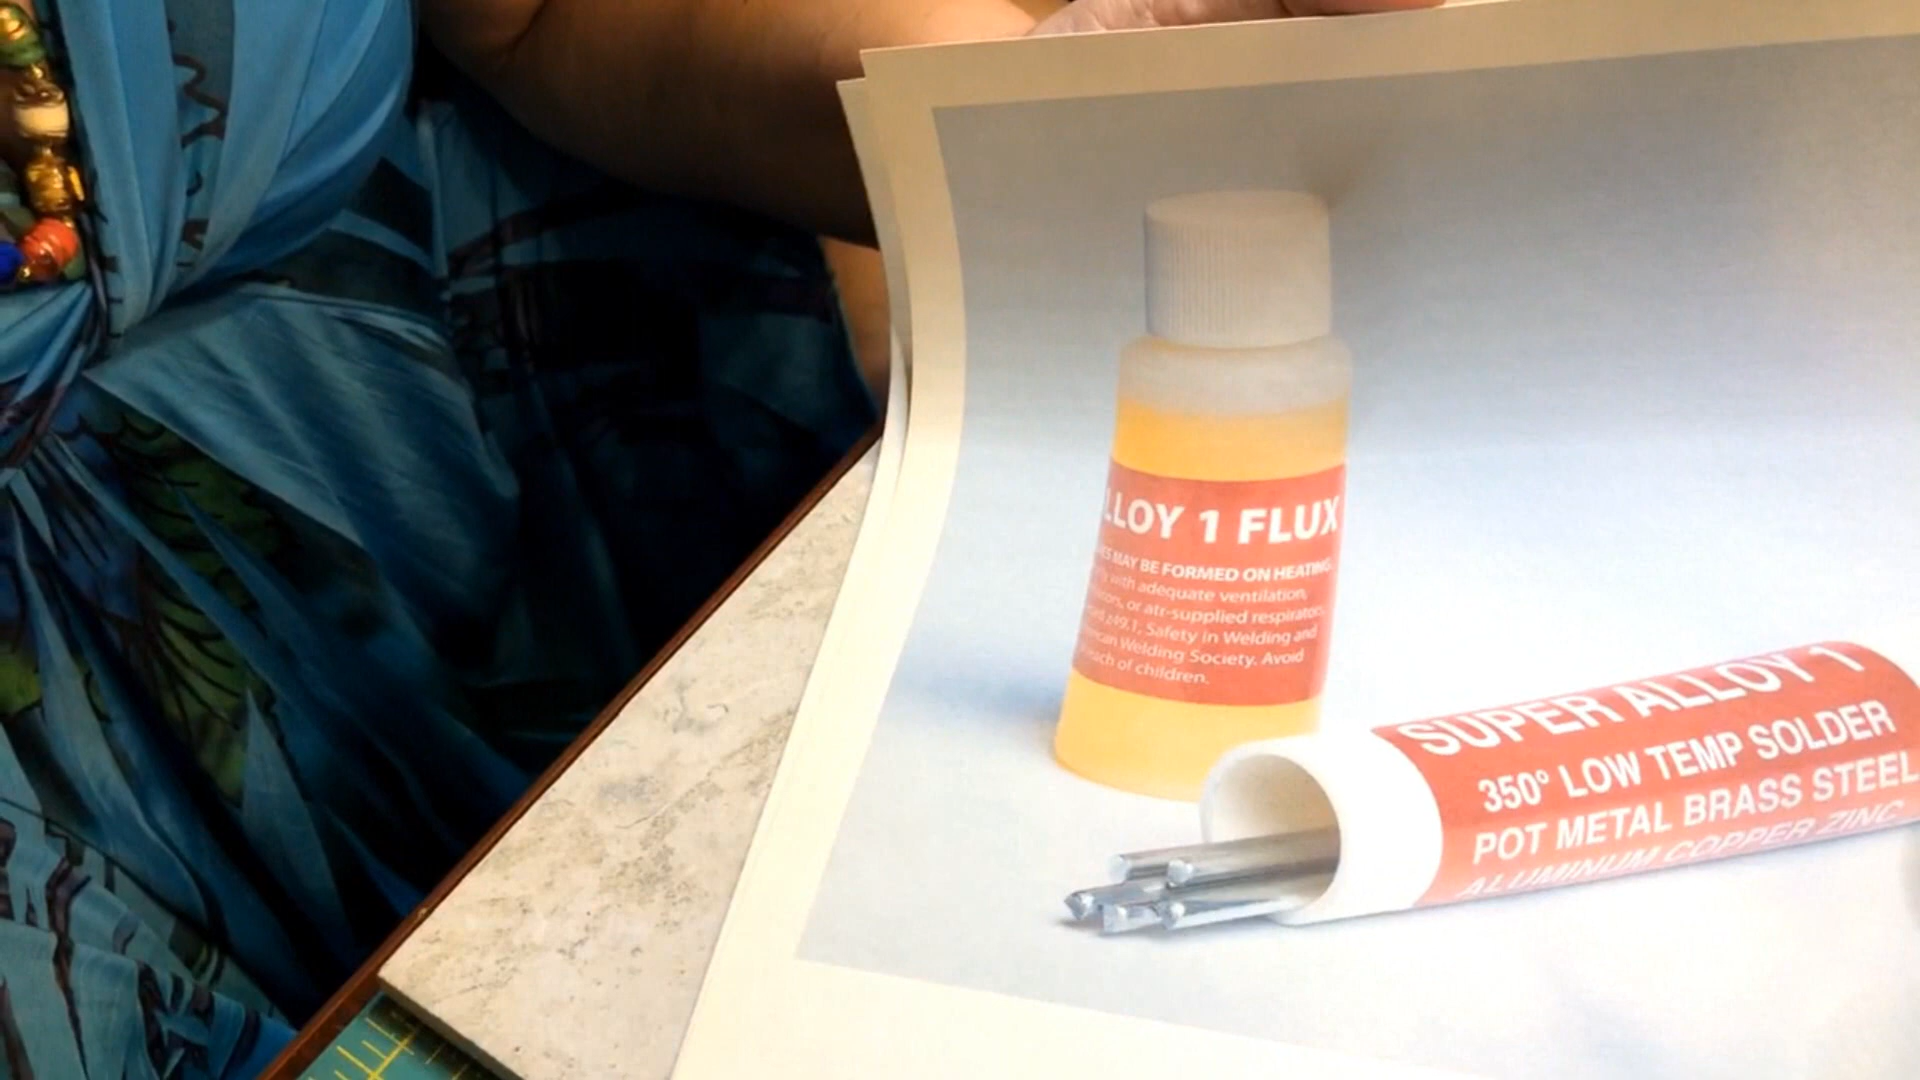 LLOY 1 FLUX
MAY BE FORMED ON HEATING
with adequate ventilation,
or atr-supplied respirators,
z49.1, Safety in Welding and
Welding Society. Avoid
of children.
SUPER ALLOY 1
350° LOW TEMP SOLDER
POT METAL BRASS STEEL
ALUMINUM COPPER ZINC